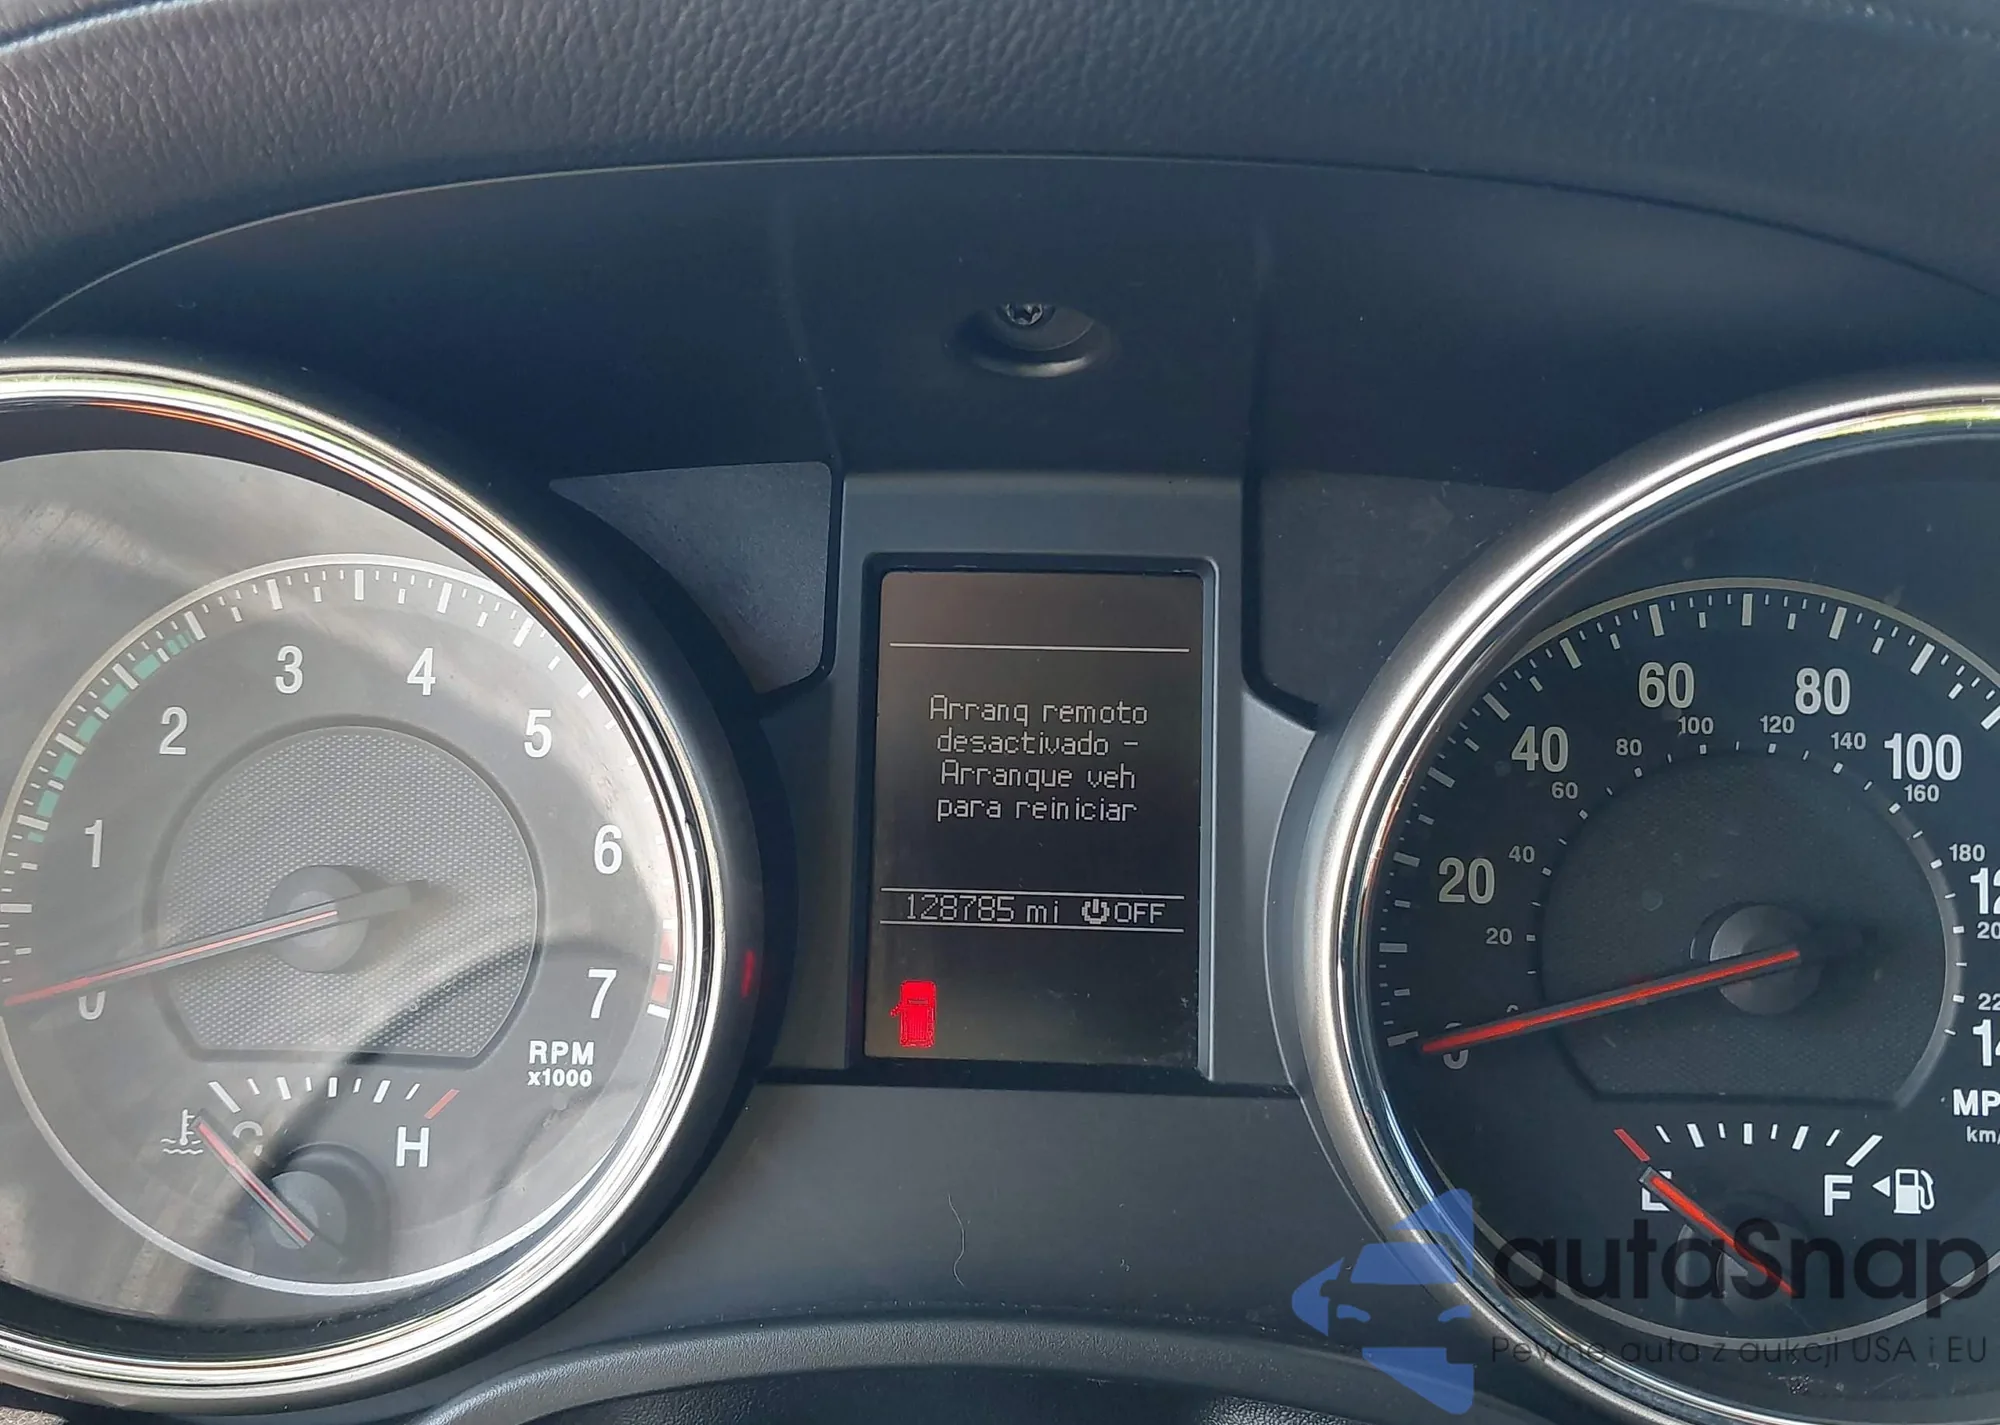 3 4
2 5
1 6
0 7
RPM
x1000
C H
Arranq remoto
desactivado -
Arranque veh
para reiniciar
128785 mi OFF
60 80
40 100
20
0
100 120
80 140
60 160
40 180
20
E F
autaSnap
Pewne auta z aukcji USA i EU